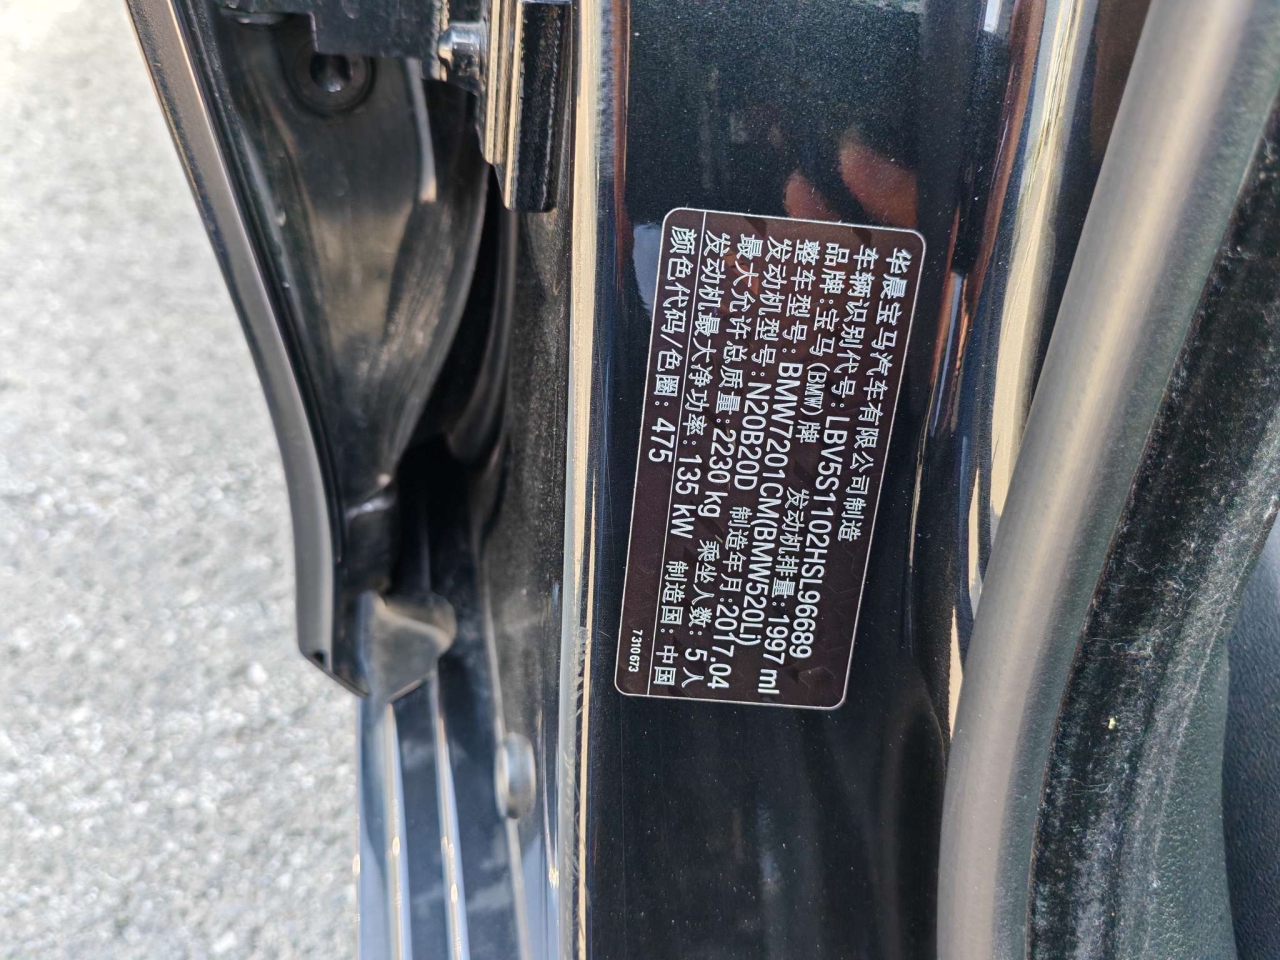 华晨宝马汽车有限公司制造
车辆识别代号:LBV5S1102HSL96689
品牌:宝马(BMW)牌 发动机排量:1997 ml
整车型号:BMW7201CM(BMW520Li)
发动机型号:N20B20D 制造年月:2017.04
最大允许总质量:2230 kg 乘坐人数:5人
发动机最大净功率:135 kW 制造国:中国
颜色代码/色圈:475
7310673